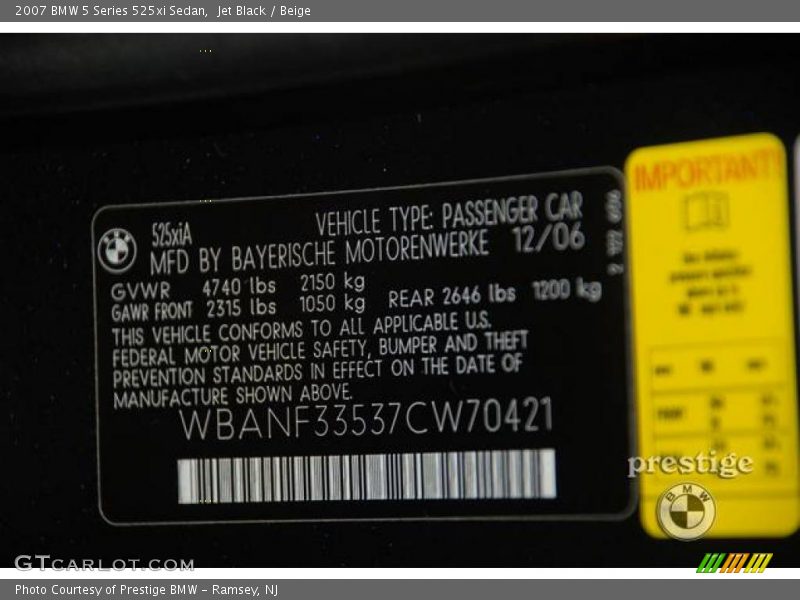 2007 BMW 5 Series 525xi Sedan,  Jet Black / Beige
IMPORTANT!
525xiA
VEHICLE TYPE: PASSENGER CAR
MFD BY BAYERISCHE MOTORENWERKE 12/06
GVWR 4740 lbs 2150 kg
GAWR FRONT 2315 lbs 1050 kg REAR 2646 lbs 1200 kg
THIS VEHICLE CONFORMS TO ALL APPLICABLE U.S.
FEDERAL MOTOR VEHICLE SAFETY, BUMPER AND THEFT
PREVENTION STANDARDS IN EFFECT ON THE DATE OF
MANUFACTURE SHOWN ABOVE.
WBANF33537CW70421
prestige
BMW
GTCARLOT.COM
Photo Courtesy of Prestige BMW – Ramsey, NJ